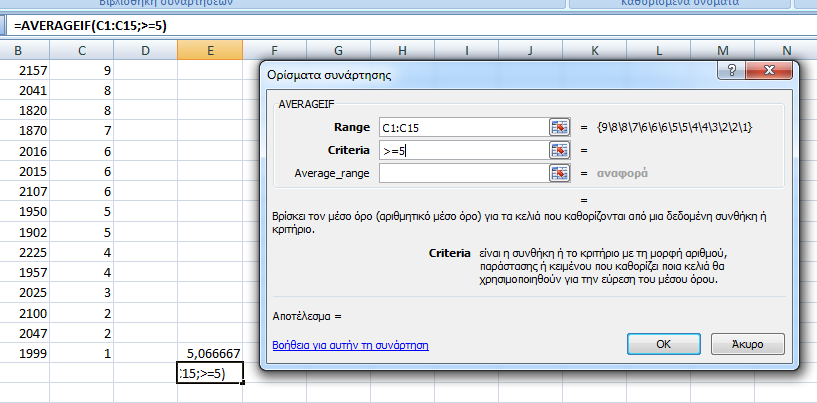 Βιβλιοθήκη συναρτήσεων Καθορισμένα ονόματα
=AVERAGEIF(C1:C15;>=5)
B C D E F G H I J K L M N
2157 9
2041 8
1820 8
1870 7
2016 6
2015 6
2107 6
1950 5
1902 5
2225 4
1957 4
2025 3
2100 2
2047 2
1999 1 5,066667
:15;>=5)
Ορίσματα συνάρτησης
AVERAGEIF
Range C1:C15 = {9\8\8\7\6\6\6\5\5\4\4\3\2\2\1}
Criteria >=5 =
Average_range = αναφορά
=
Βρίσκει τον μέσο όρο (αριθμητικό μέσο όρο) για τα κελιά που καθορίζονται από μια δεδομένη συνθήκη ή
κριτήριο.
Criteria είναι η συνθήκη ή το κριτήριο με τη μορφή αριθμού,
παράστασης ή κειμένου που καθορίζει ποια κελιά θα
χρησιμοποιηθούν για την εύρεση του μέσου όρου.
Αποτέλεσμα =
Βοήθεια για αυτήν τη συνάρτηση
OK Άκυρο